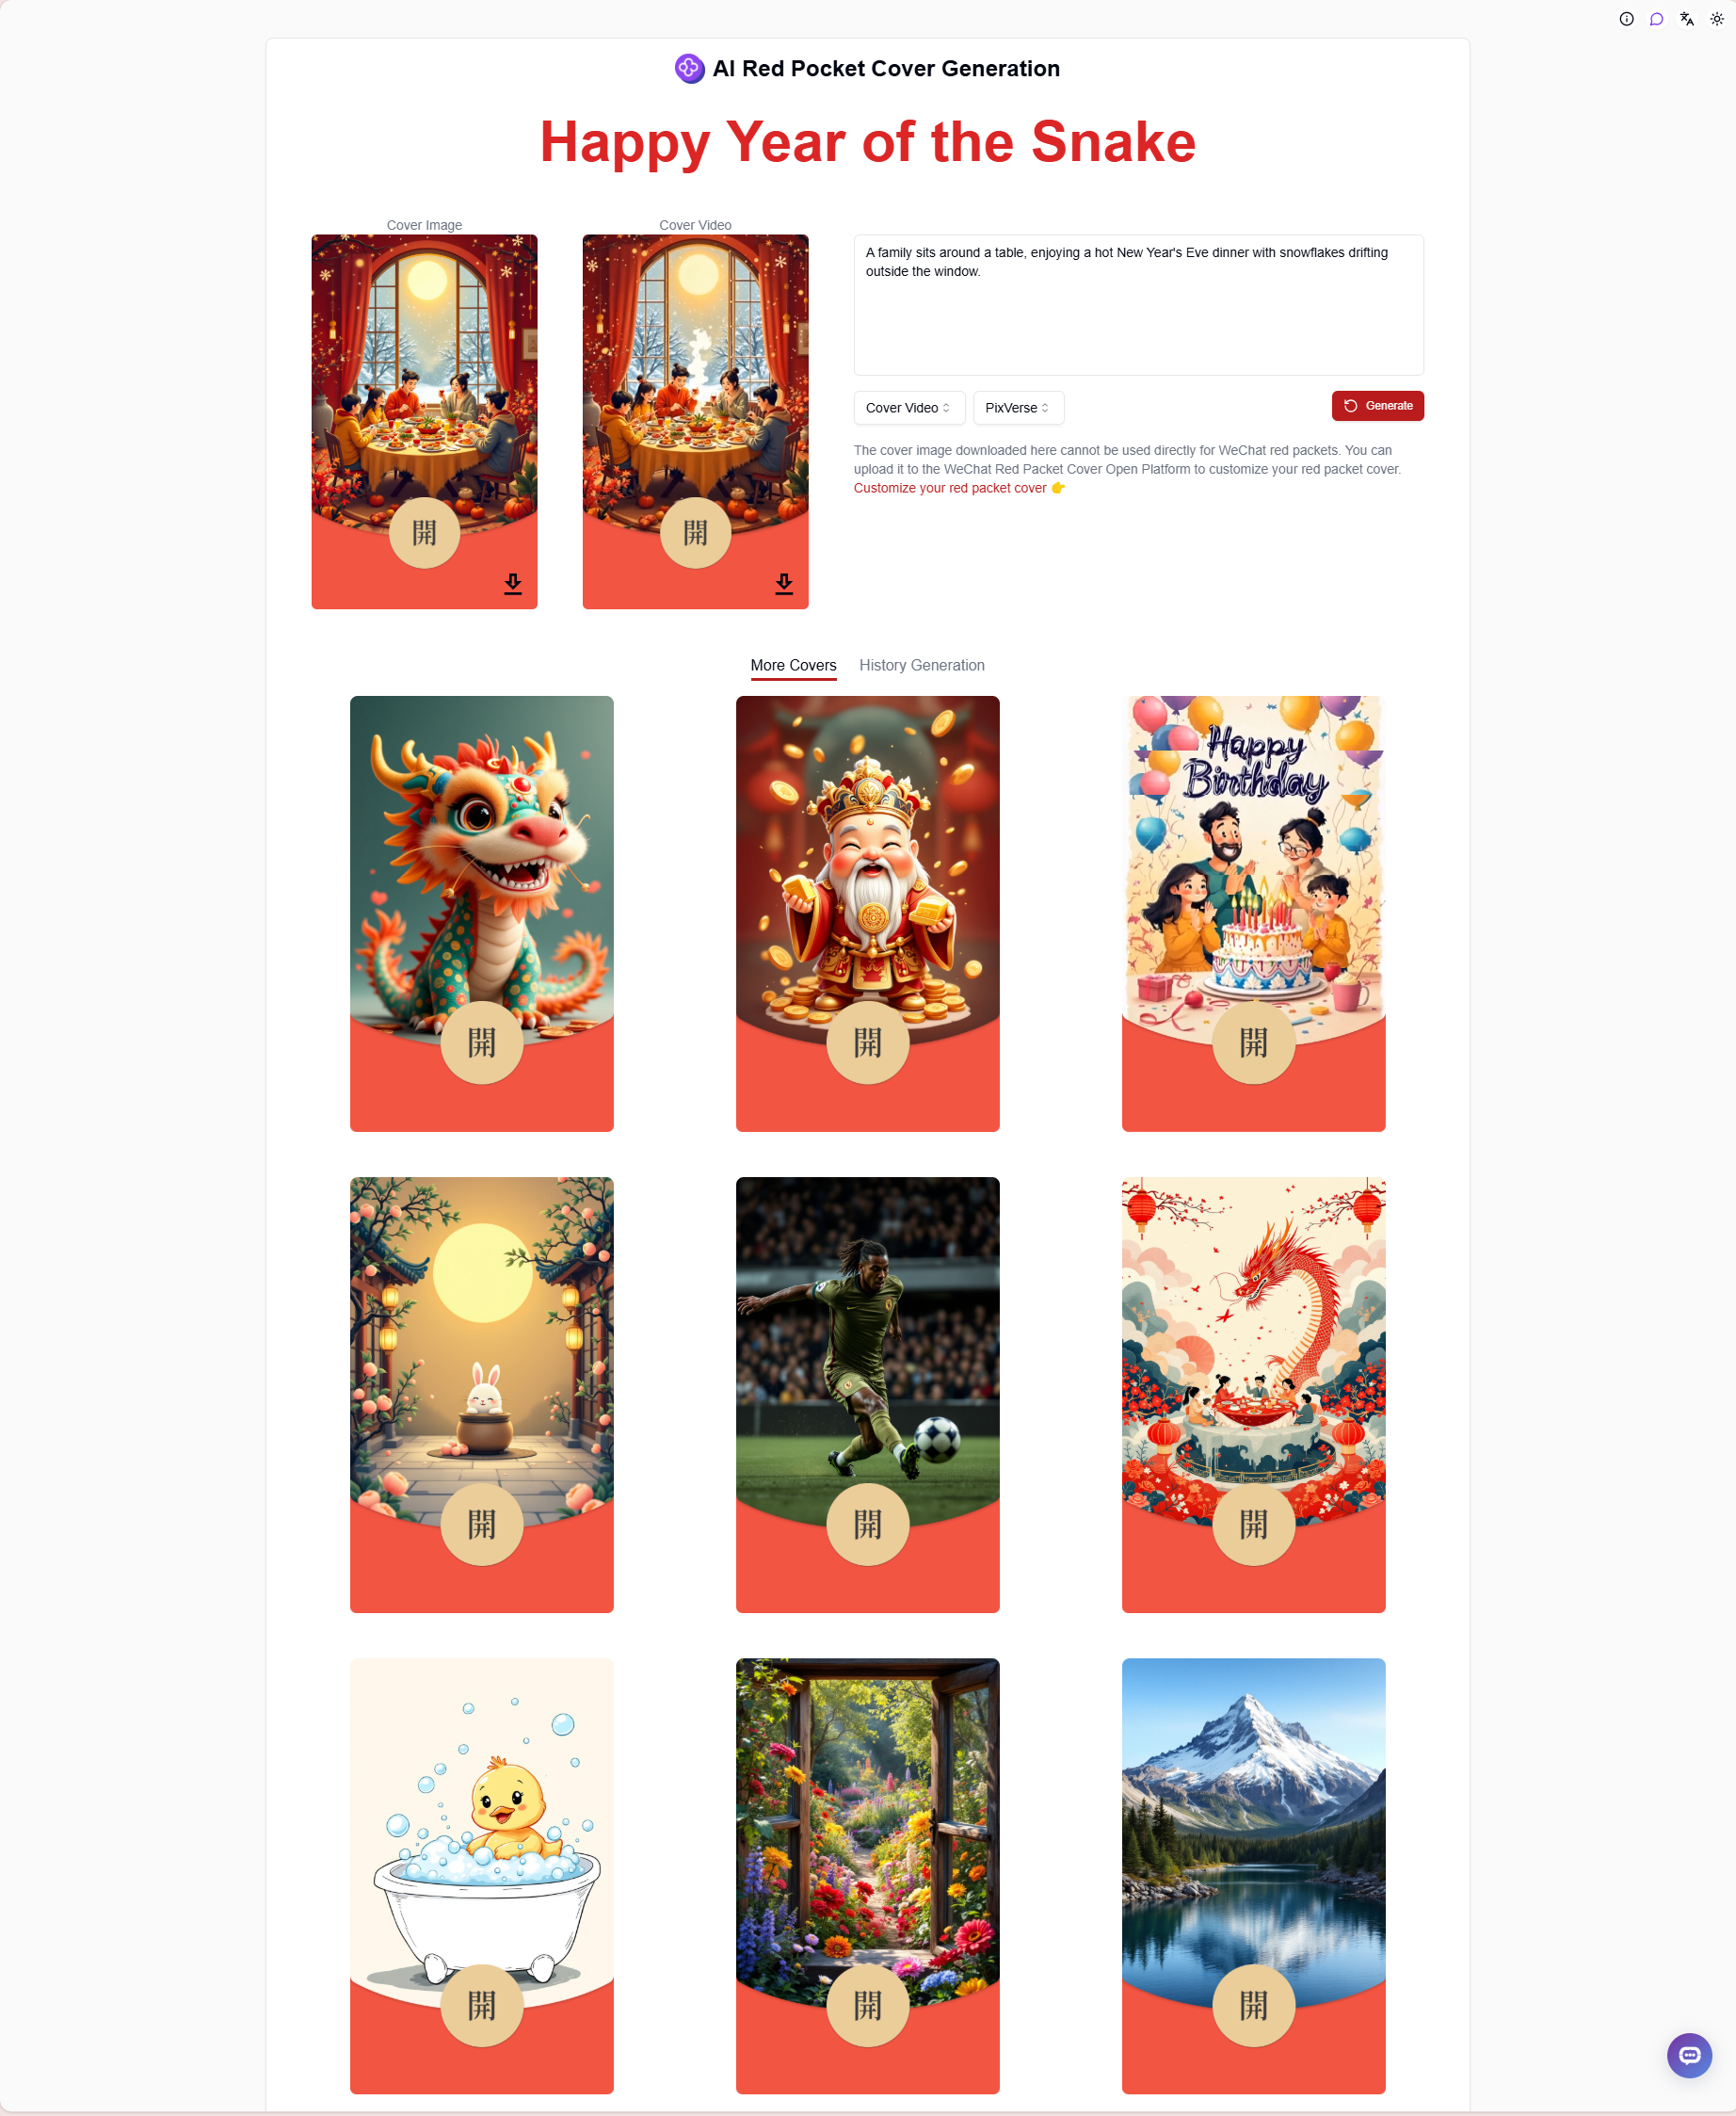 AI Red Pocket Cover Generation
Happy Year of the Snake
Cover Image
Cover Video
A family sits around a table, enjoying a hot New Year's Eve dinner with snowflakes drifting
outside the window.
Cover Video
PixVerse
Generate
The cover image downloaded here cannot be used directly for WeChat red packets. You can
upload it to the WeChat Red Packet Cover Open Platform to customize your red packet cover.
Customize your red packet cover 👉
開
開
More Covers
History Generation
Happy
Birthday
開
開
開
開
開
開
開
開
開